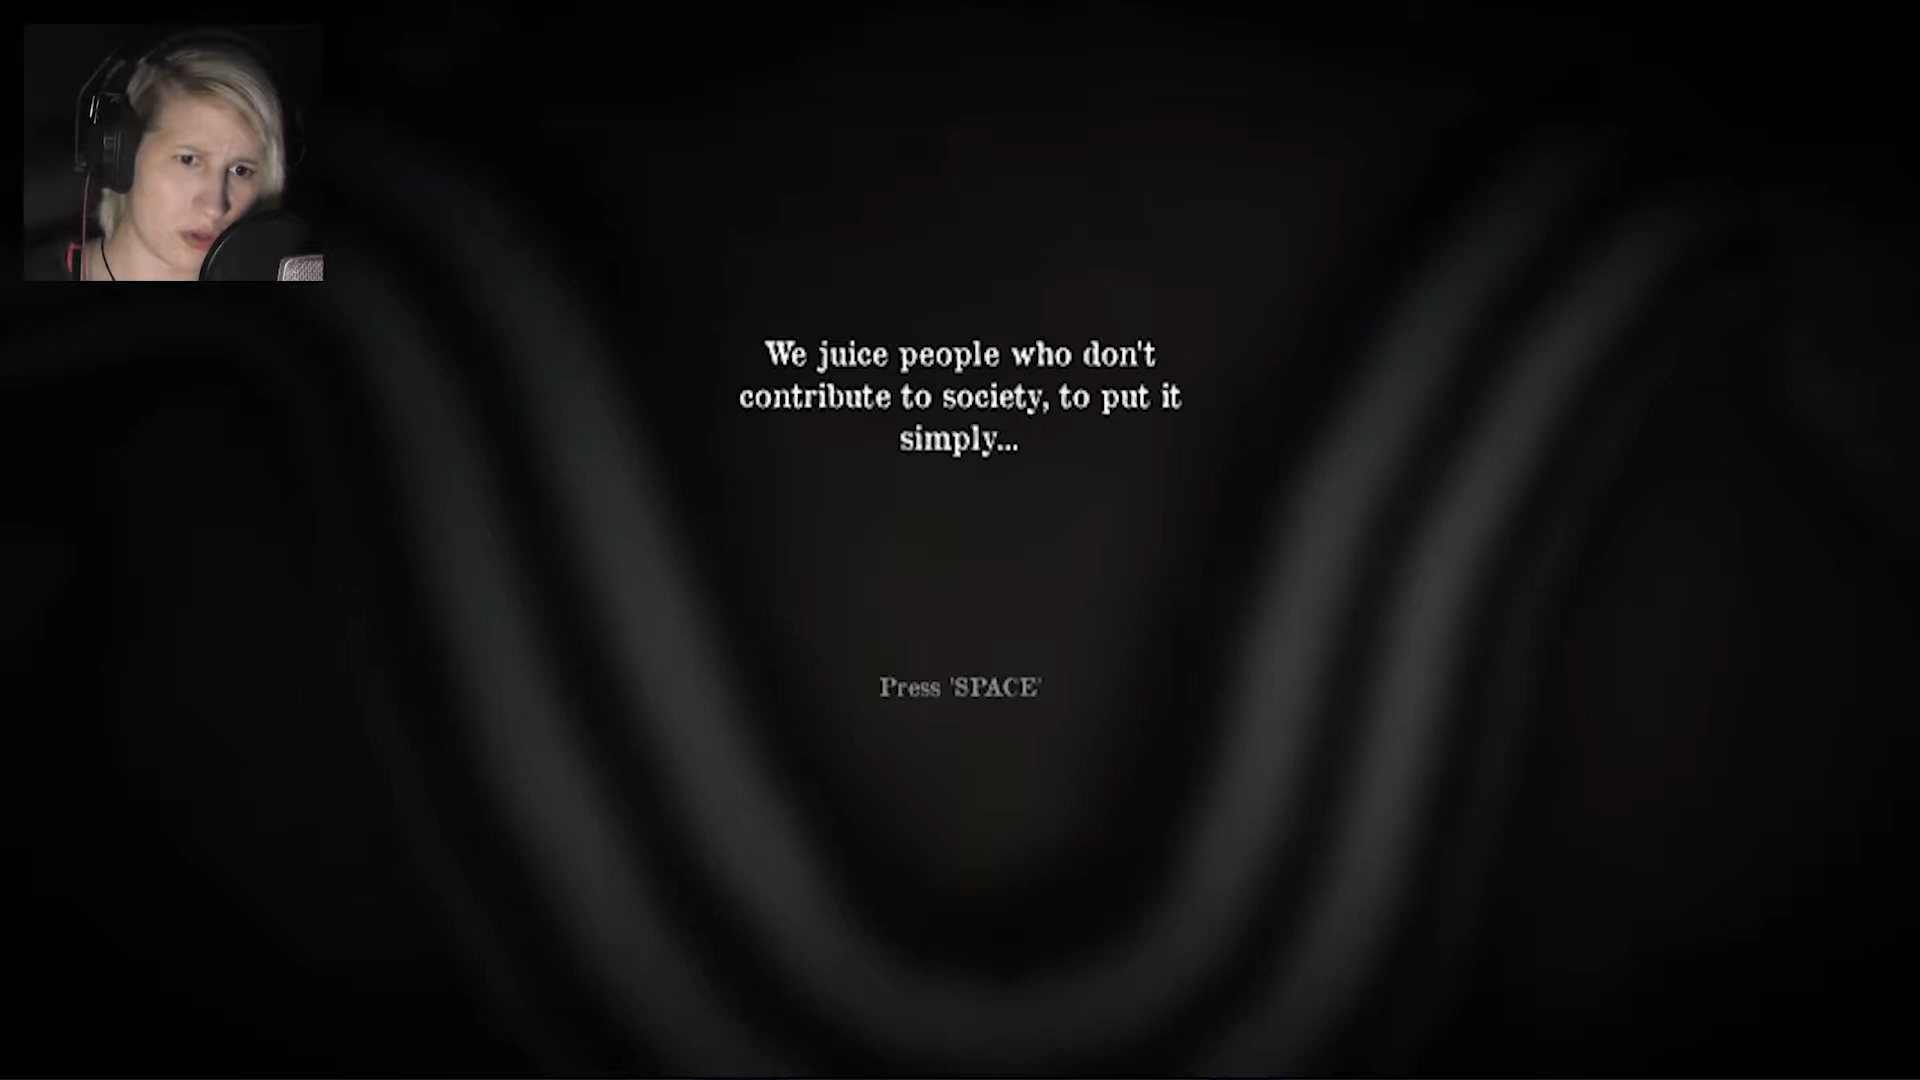 We juice people who don't
contribute to society, to put it
simply...
Press 'SPACE'